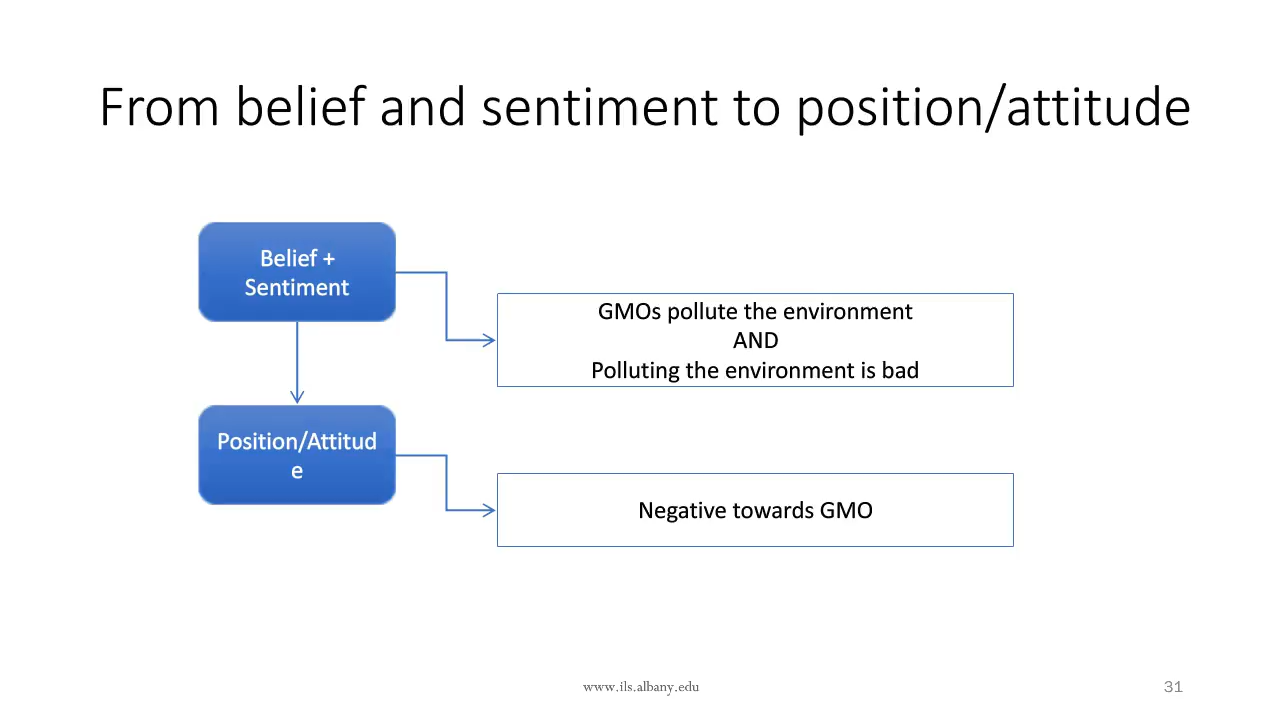 From belief and sentiment to position/attitude
Belief +
Sentiment
GMOs pollute the environment
AND
Polluting the environment is bad
Position/Attitud
e
Negative towards GMO
www.ils.albany.edu
31